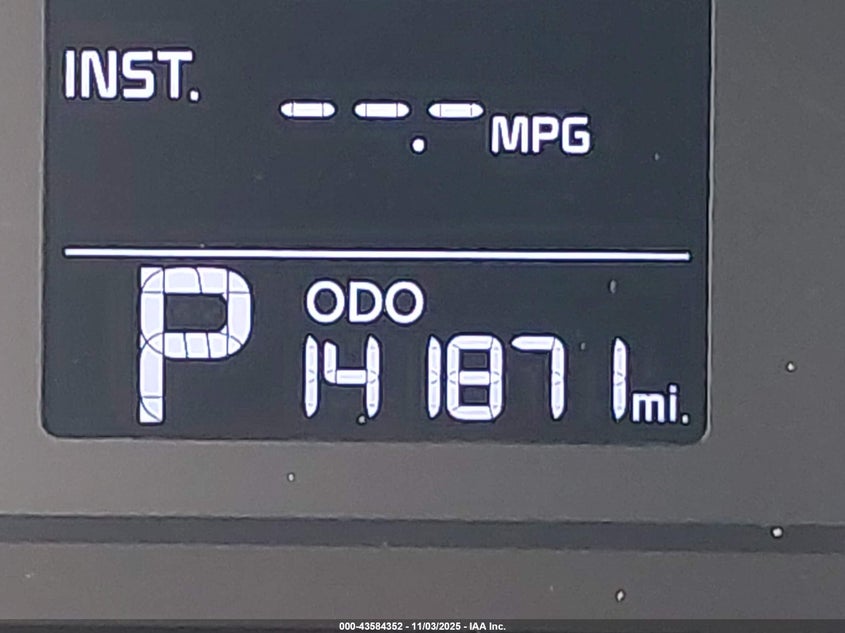 INST.
--.- MPG
P ODO
141871 mi.
000-43584352 - 11/03/2025 - IAA Inc.